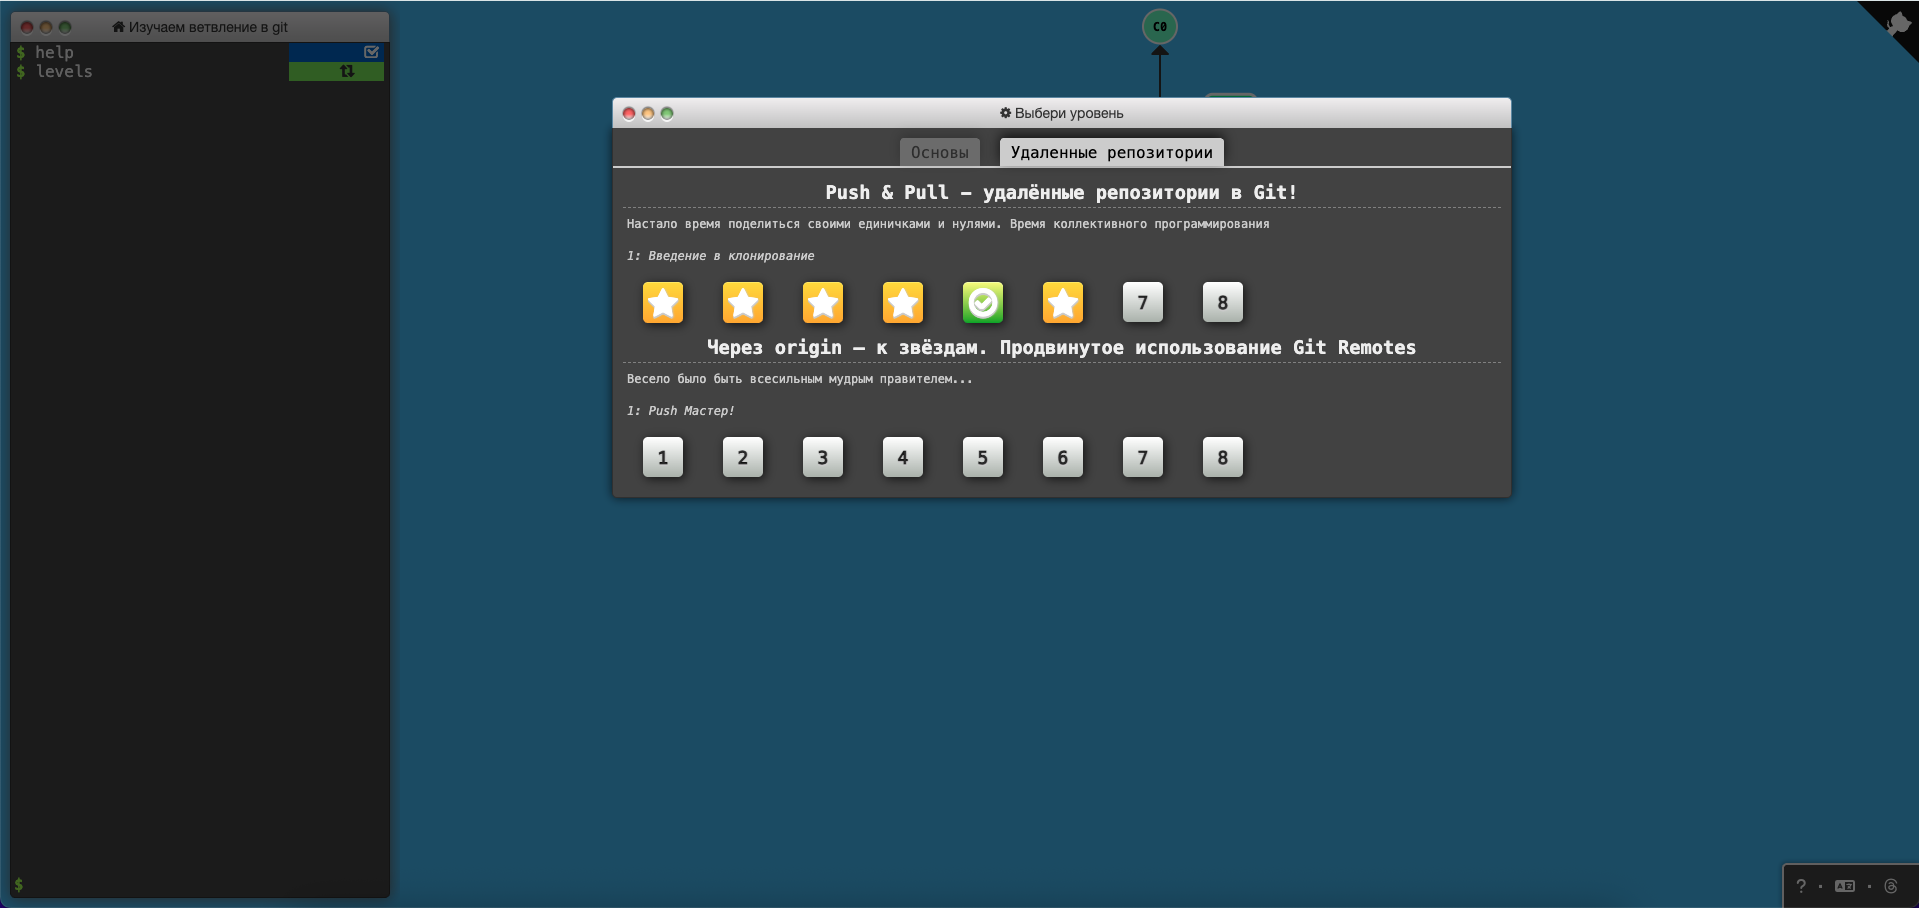 Изучаем ветвление в git
$ help
$ levels
C0
Выбери уровень
Основы
Удаленные репозитории
Push & Pull — удалённые репозитории в Git!
Настало время поделиться своими единичками и нулями. Время коллективного программирования
1: Введение в клонирование
7 8
Через origin – к звёздам. Продвинутое использование Git Remotes
Весело было быть всесильным мудрым правителем...
1: Push Мастер!
1 2 3 4 5 6 7 8
$
? · A Z ·